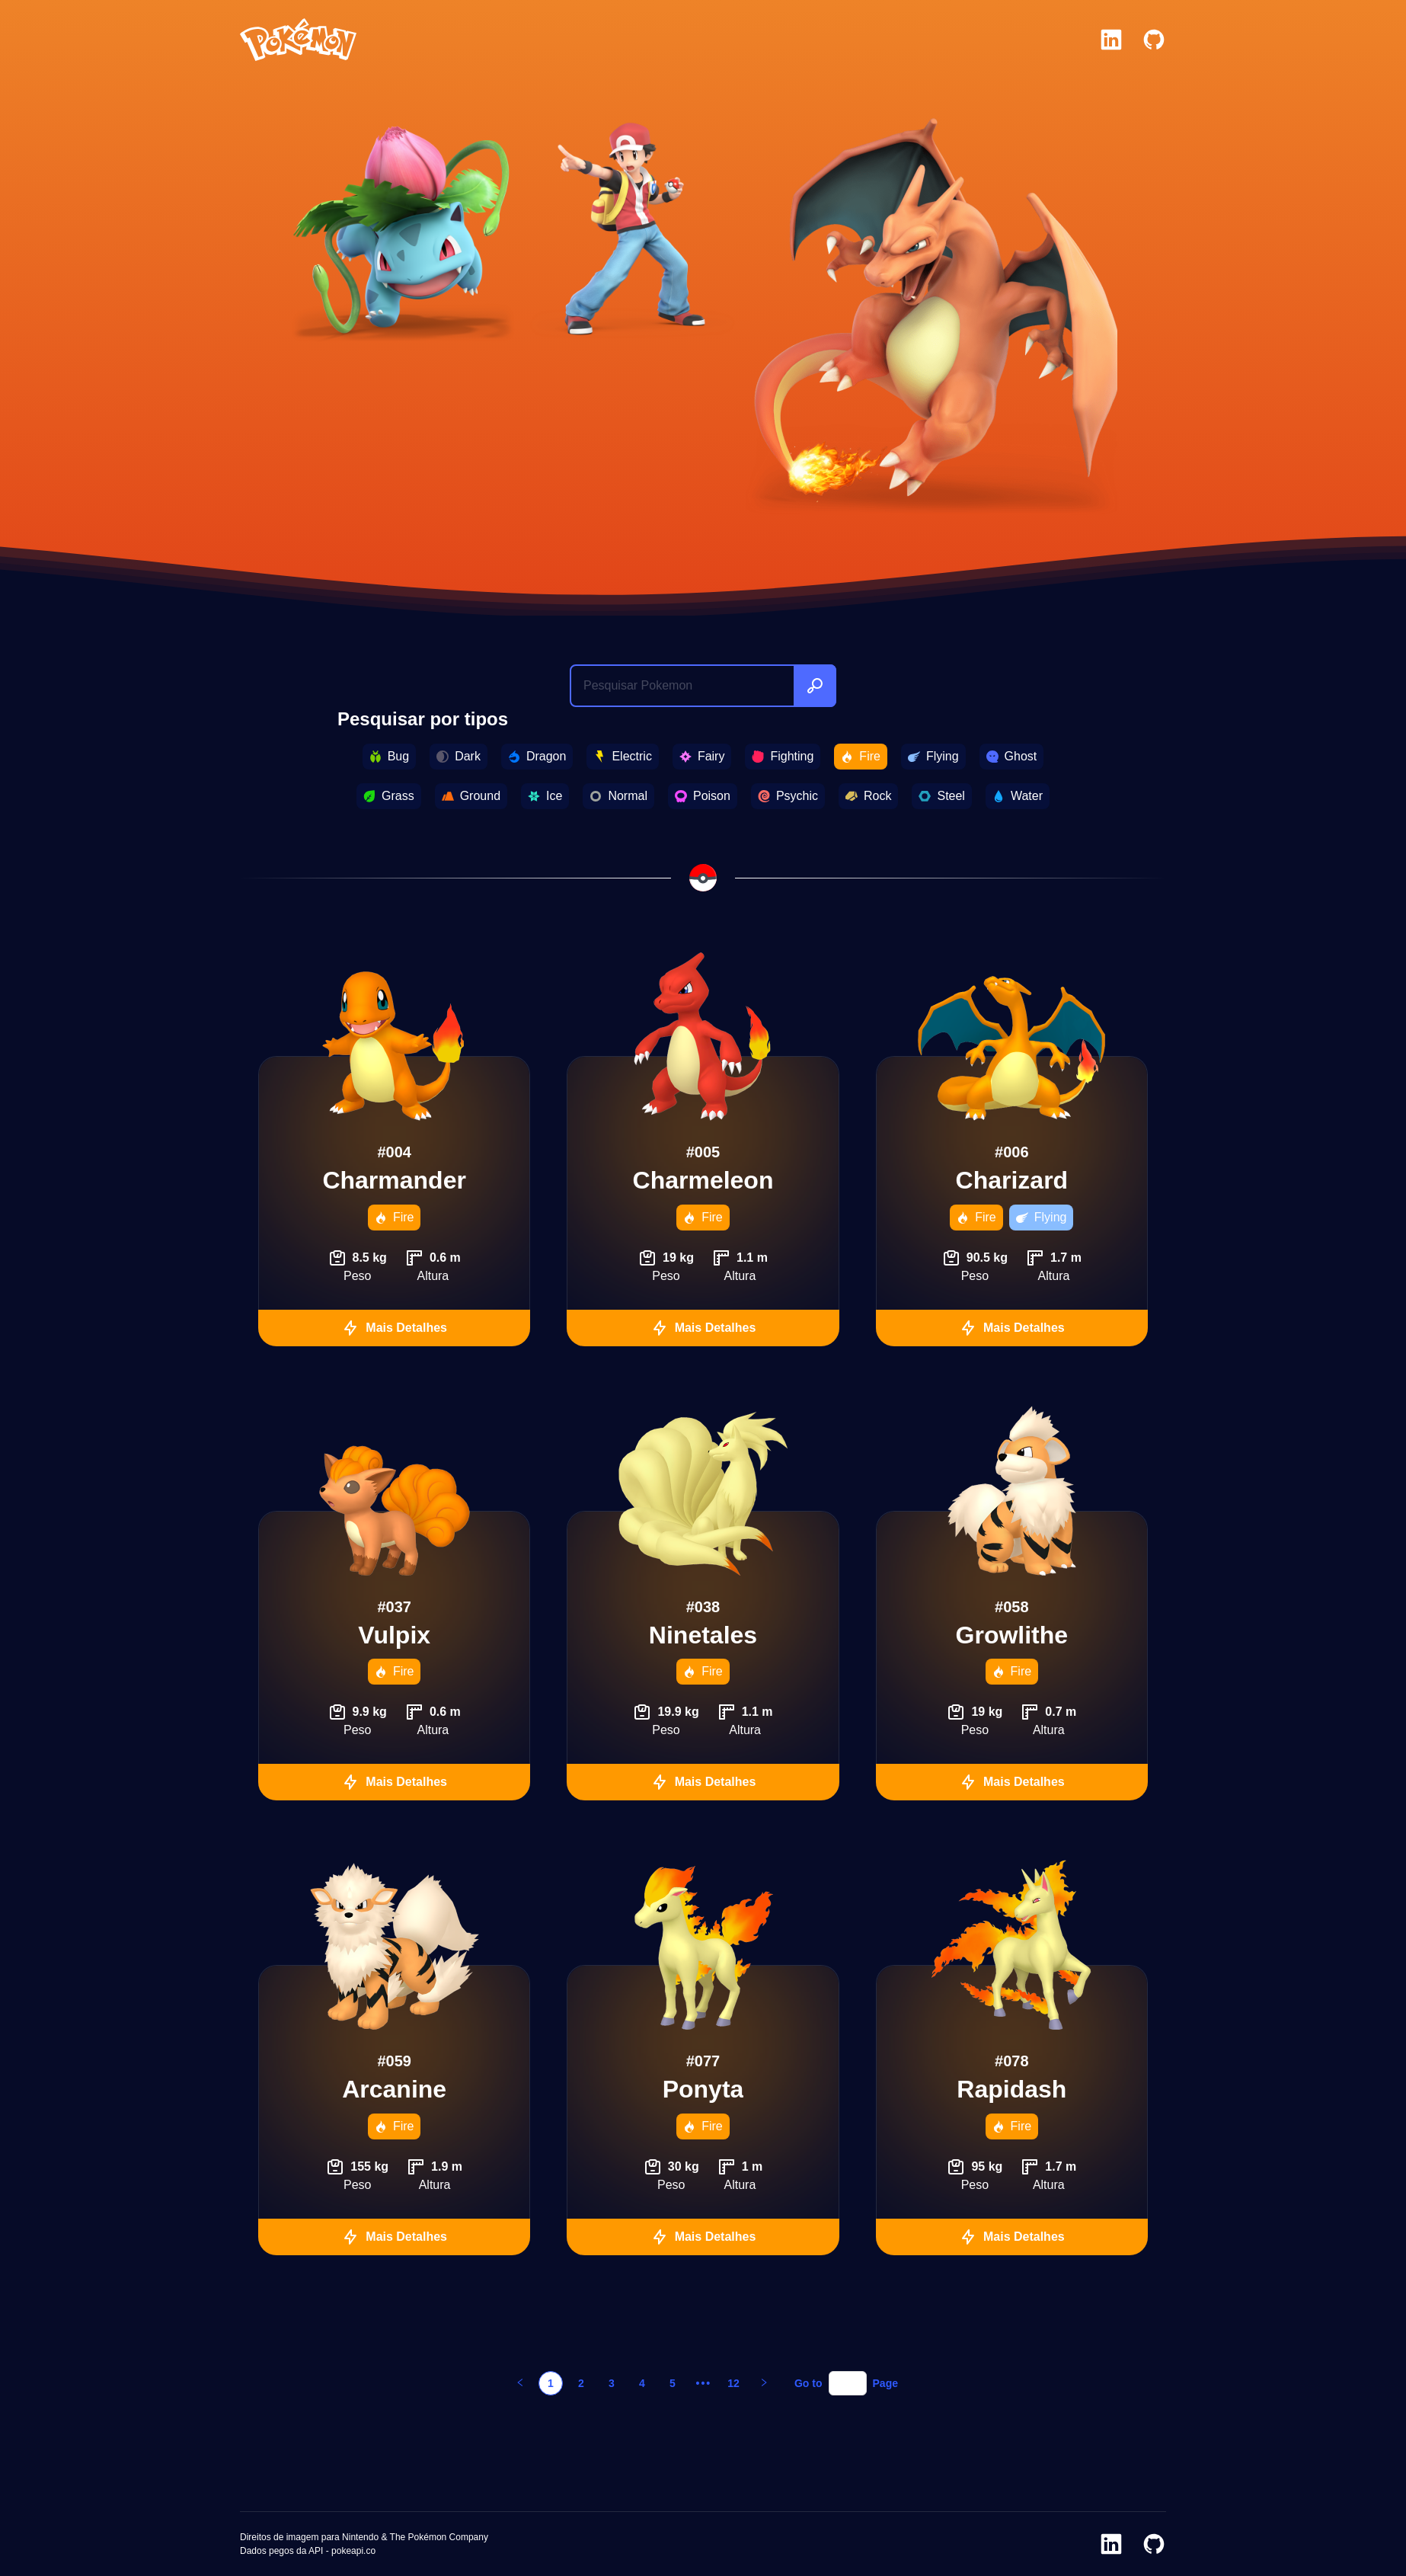 POKéMON
Pesquisar Pokemon
Pesquisar por tipos
Bug Dark Dragon Electric Fairy Fighting Fire Flying Ghost
Grass Ground Ice Normal Poison Psychic Rock Steel Water
#004
Charmander
Fire
8.5 kg 0.6 m
Peso Altura
Mais Detalhes
#005
Charmeleon
Fire
19 kg 1.1 m
Peso Altura
Mais Detalhes
#006
Charizard
Fire Flying
90.5 kg 1.7 m
Peso Altura
Mais Detalhes
#037
Vulpix
Fire
9.9 kg 0.6 m
Peso Altura
Mais Detalhes
#038
Ninetales
Fire
19.9 kg 1.1 m
Peso Altura
Mais Detalhes
#058
Growlithe
Fire
19 kg 0.7 m
Peso Altura
Mais Detalhes
#059
Arcanine
Fire
155 kg 1.9 m
Peso Altura
Mais Detalhes
#077
Ponyta
Fire
30 kg 1 m
Peso Altura
Mais Detalhes
#078
Rapidash
Fire
95 kg 1.7 m
Peso Altura
Mais Detalhes
< 1 2 3 4 5 ••• 12 > Go to Page
Direitos de imagem para Nintendo & The Pokémon Company
Dados pegos da API - pokeapi.co